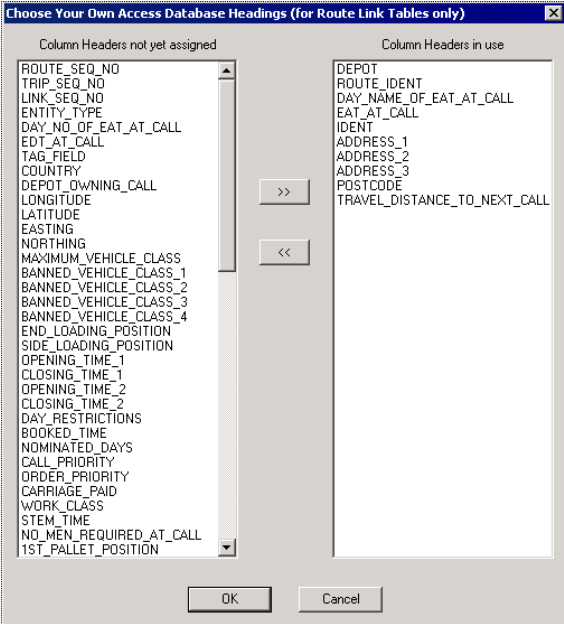 Choose Your Own Access Database Headings (for Route Link Tables only)
Column Headers not yet assigned
ROUTE_SEQ_NO
TRIP_SEQ_NO
LINK_SEQ_NO
ENTITY_TYPE
DAY_NO_OF_EAT_AT_CALL
EDT_AT_CALL
TAG_FIELD
COUNTRY
DEPOT_OWNING_CALL
LONGITUDE
LATITUDE
EASTING
NORTHING
MAXIMUM_VEHICLE_CLASS
BANNED_VEHICLE_CLASS_1
BANNED_VEHICLE_CLASS_2
BANNED_VEHICLE_CLASS_3
BANNED_VEHICLE_CLASS_4
END_LOADING_POSITION
SIDE_LOADING_POSITION
OPENING_TIME_1
CLOSING_TIME_1
OPENING_TIME_2
CLOSING_TIME_2
DAY_RESTRICTIONS
BOOKED_TIME
NOMINATED_DAYS
CALL_PRIORITY
ORDER_PRIORITY
CARRIAGE_PAID
WORK_CLASS
STEM_TIME
NO_MEN_REQUIRED_AT_CALL
1ST_PALLET_POSITION
>>
<<
Column Headers in use
DEPOT
ROUTE_IDENT
DAY_NAME_OF_EAT_AT_CALL
EAT_AT_CALL
IDENT
ADDRESS_1
ADDRESS_2
ADDRESS_3
POSTCODE
TRAVEL_DISTANCE_TO_NEXT_CALL
OK
Cancel